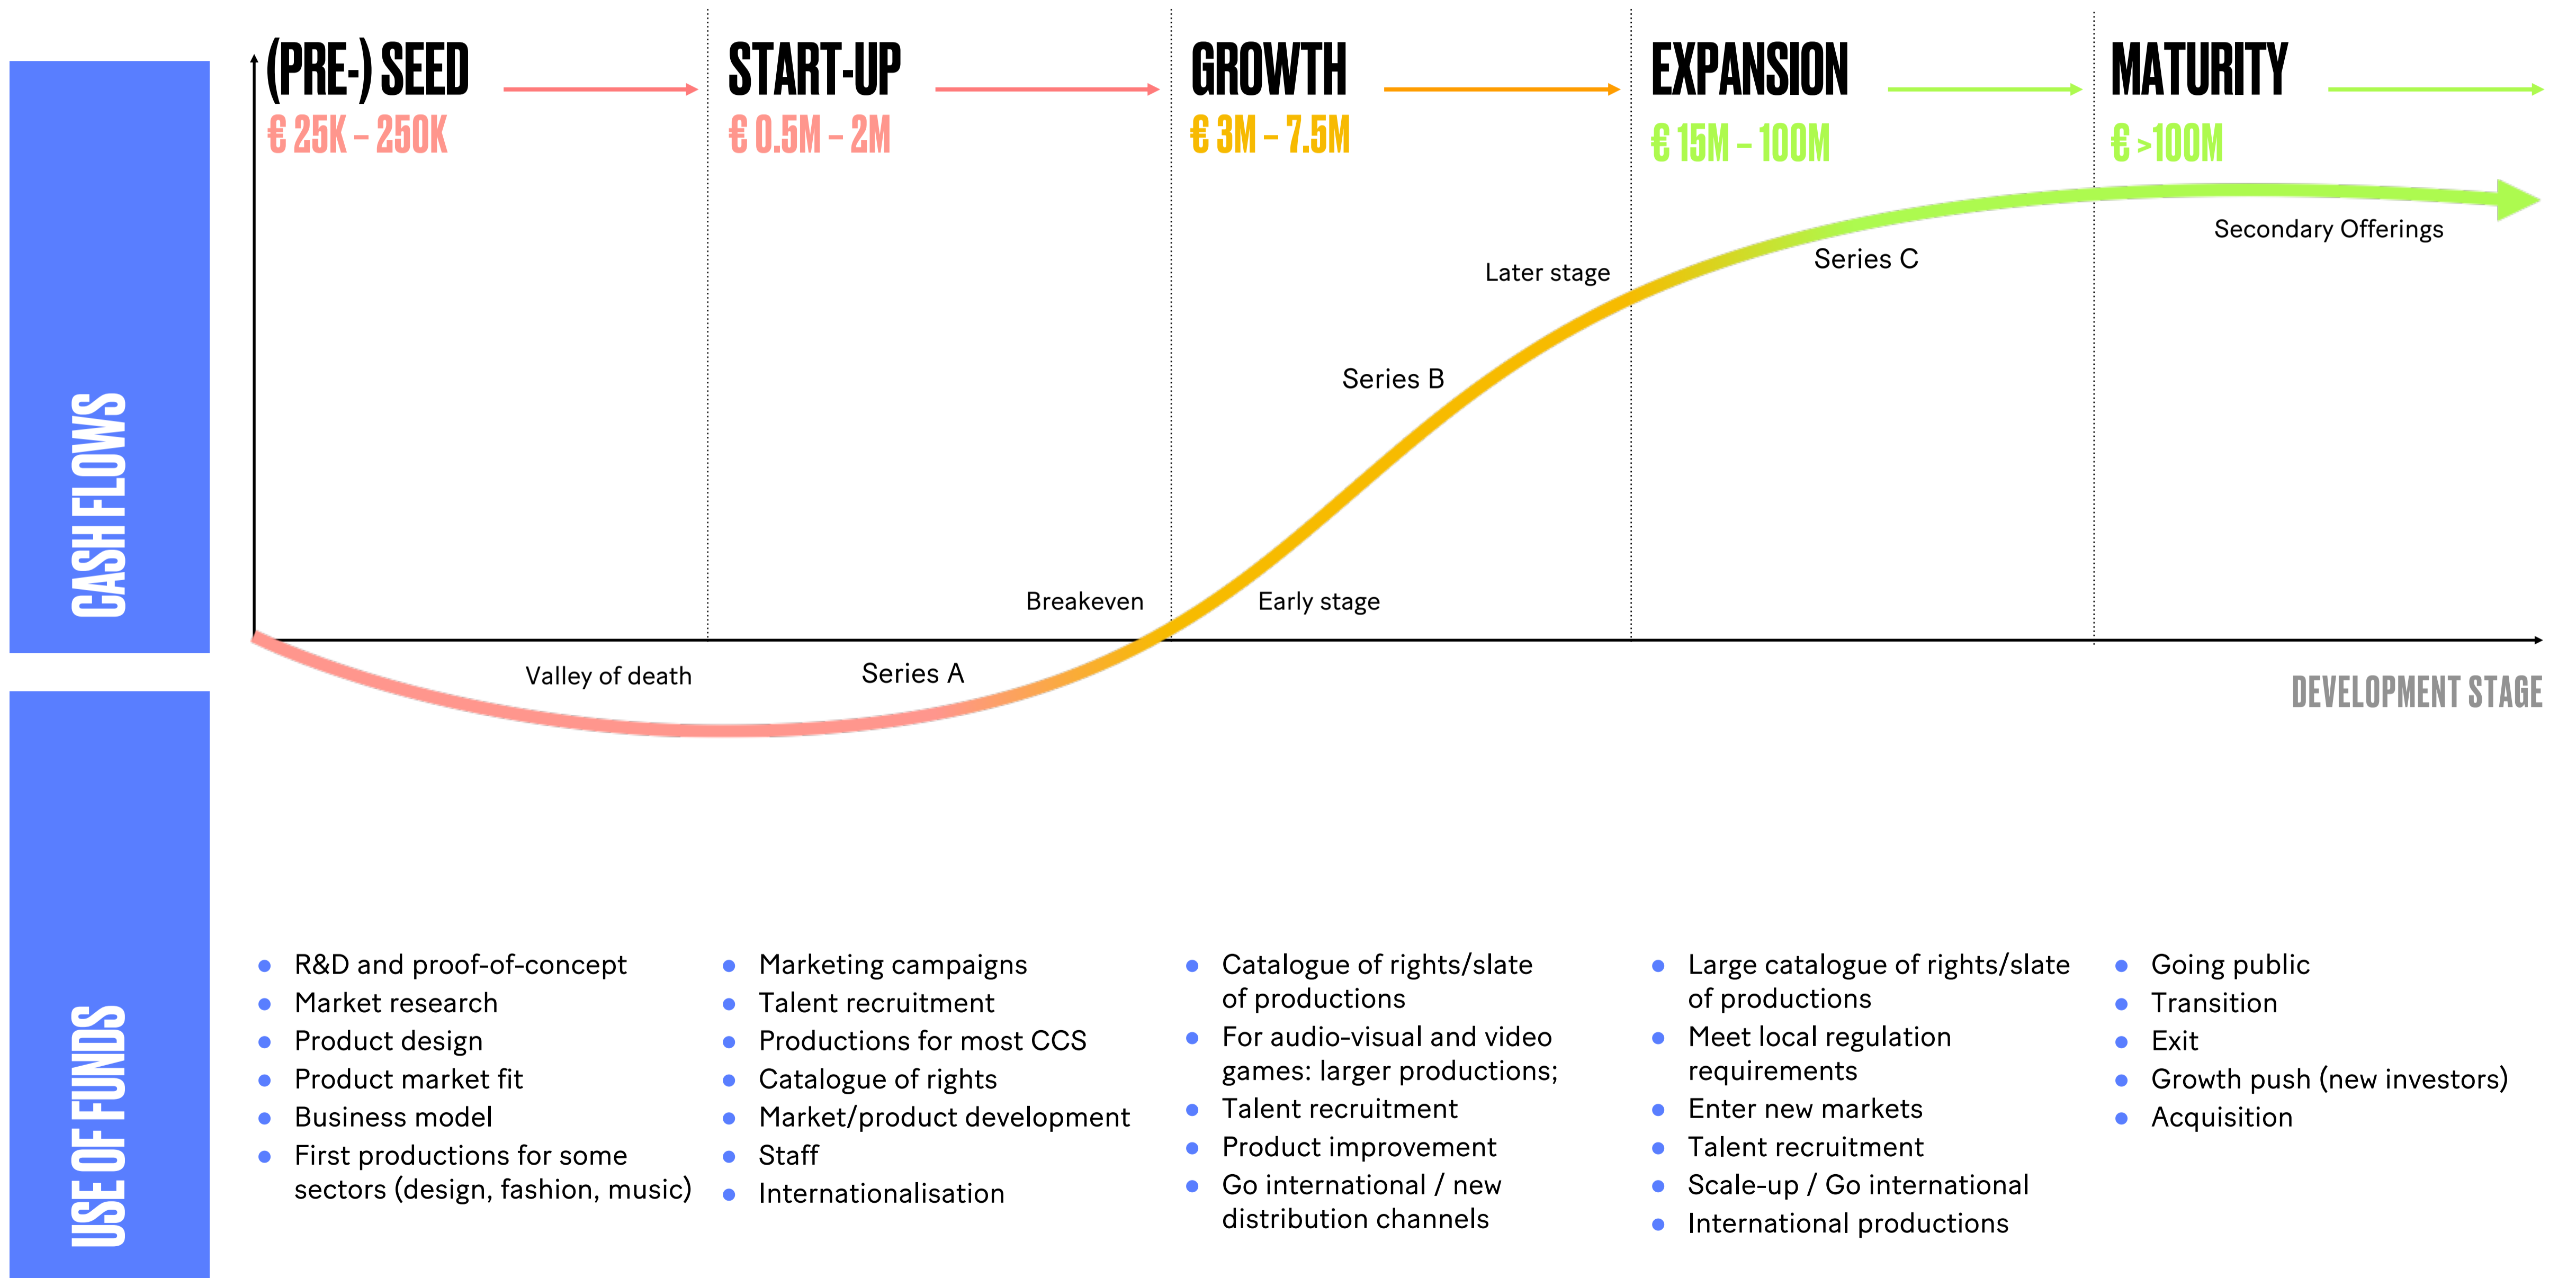 (PRE-) SEED
€ 25K – 250K
START-UP
€ 0.5M – 2M
GROWTH
€ 3M – 7.5M
EXPANSION
€ 15M – 100M
MATURITY
€ >100M
CASH FLOWS
Secondary Offerings
Series C
Later stage
Series B
Breakeven
Early stage
Valley of death
Series A
DEVELOPMENT STAGE
USE OF FUNDS
R&D and proof-of-concept
Market research
Product design
Product market fit
Business model
First productions for some
sectors (design, fashion, music)
Marketing campaigns
Talent recruitment
Productions for most CCS
Catalogue of rights
Market/product development
Staff
Internationalisation
Catalogue of rights/slate
of productions
For audio-visual and video
games: larger productions;
Talent recruitment
Product improvement
Go international / new
distribution channels
Large catalogue of rights/slate
of productions
Meet local regulation
requirements
Enter new markets
Talent recruitment
Scale-up / Go international
International productions
Going public
Transition
Exit
Growth push (new investors)
Acquisition